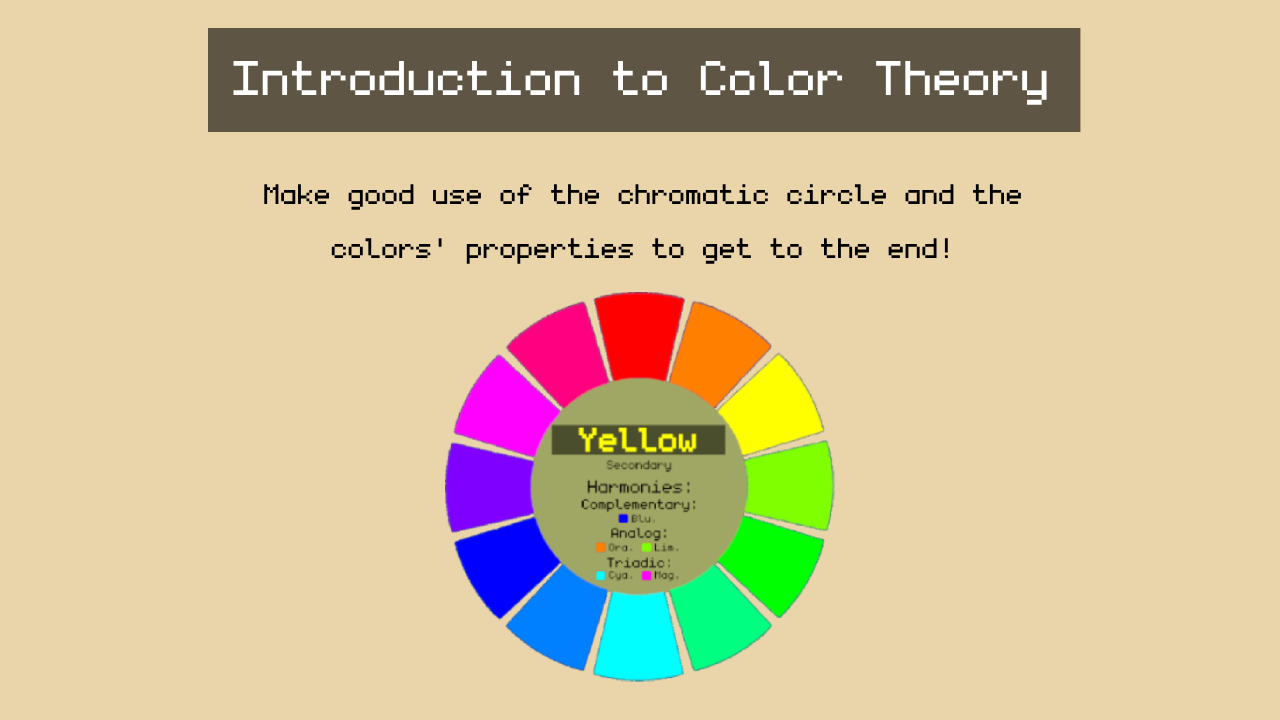 Introduction to Color Theory
Make good use of the chromatic circle and the
colors' properties to get to the end!
Yellow
Secondary
Harmonies:
Complementary:
Blu.
Analog:
Ora. Lim.
Triadic:
Cya. Mag.